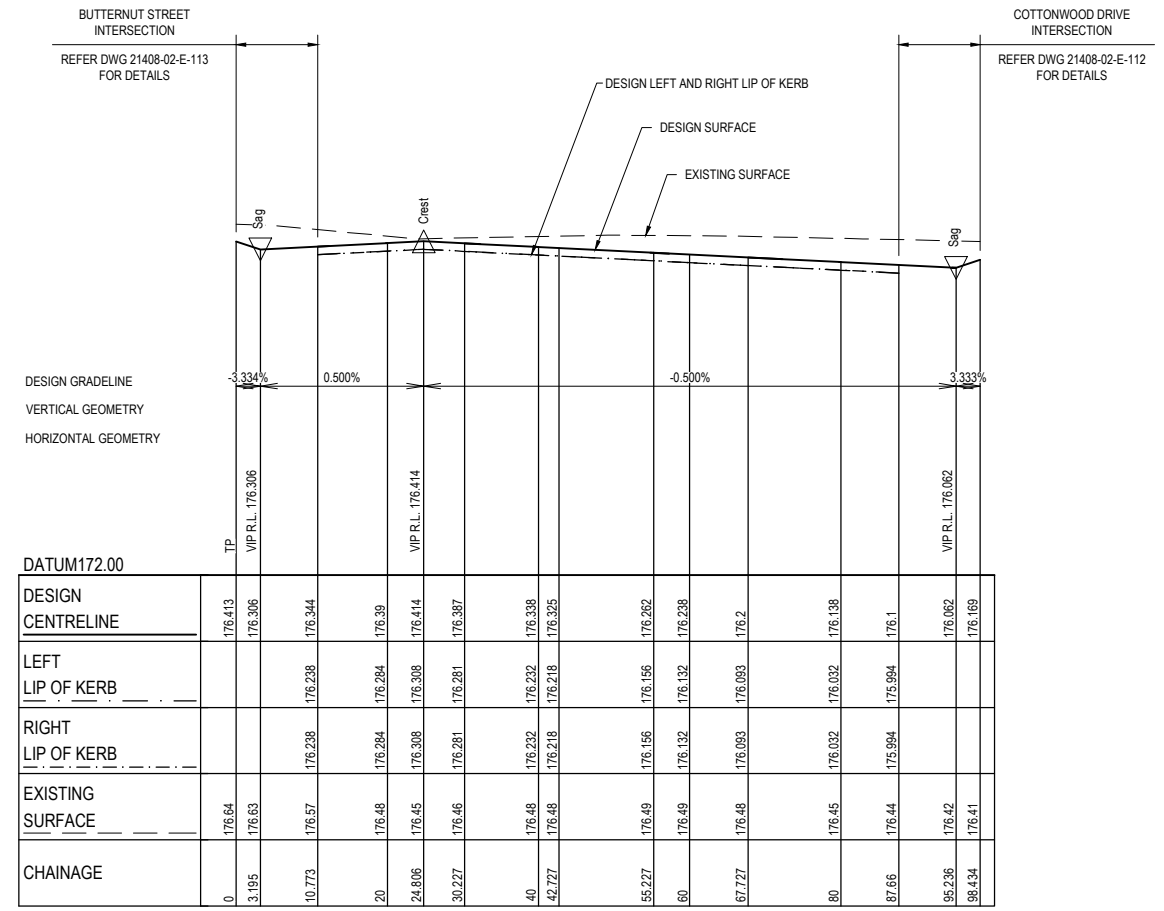 BUTTERNUT STREET
INTERSECTION
REFER DWG 21408-02-E-113
FOR DETAILS
COTTONWOOD DRIVE
INTERSECTION
REFER DWG 21408-02-E-112
FOR DETAILS
DESIGN LEFT AND RIGHT LIP OF KERB
DESIGN SURFACE
EXISTING SURFACE
Sag
Crest
Sag
DESIGN GRADELINE -3.334% 0.500% -0.500% 3.333%
VERTICAL GEOMETRY
HORIZONTAL GEOMETRY
TP
VIP R.L. 176.306
VIP R.L. 176.414
VIP R.L. 176.062
DATUM172.00
DESIGN
CENTRELINE
176.413 176.306 176.344 176.39 176.414 176.387 176.338 176.325 176.262 176.238 176.2 176.138 176.1 176.062 176.169
LEFT
LIP OF KERB
176.238 176.284 176.308 176.281 176.232 176.218 176.156 176.132 176.093 176.032 175.994
RIGHT
LIP OF KERB
176.238 176.284 176.308 176.281 176.232 176.218 176.156 176.132 176.093 176.032 175.994
EXISTING
SURFACE
176.64 176.63 176.57 176.48 176.45 176.46 176.48 176.48 176.49 176.49 176.48 176.45 176.44 176.42 176.41
CHAINAGE
0 3.195 10.773 20 24.806 30.227 40 42.727 55.227 60 67.727 80 87.66 95.236 98.434